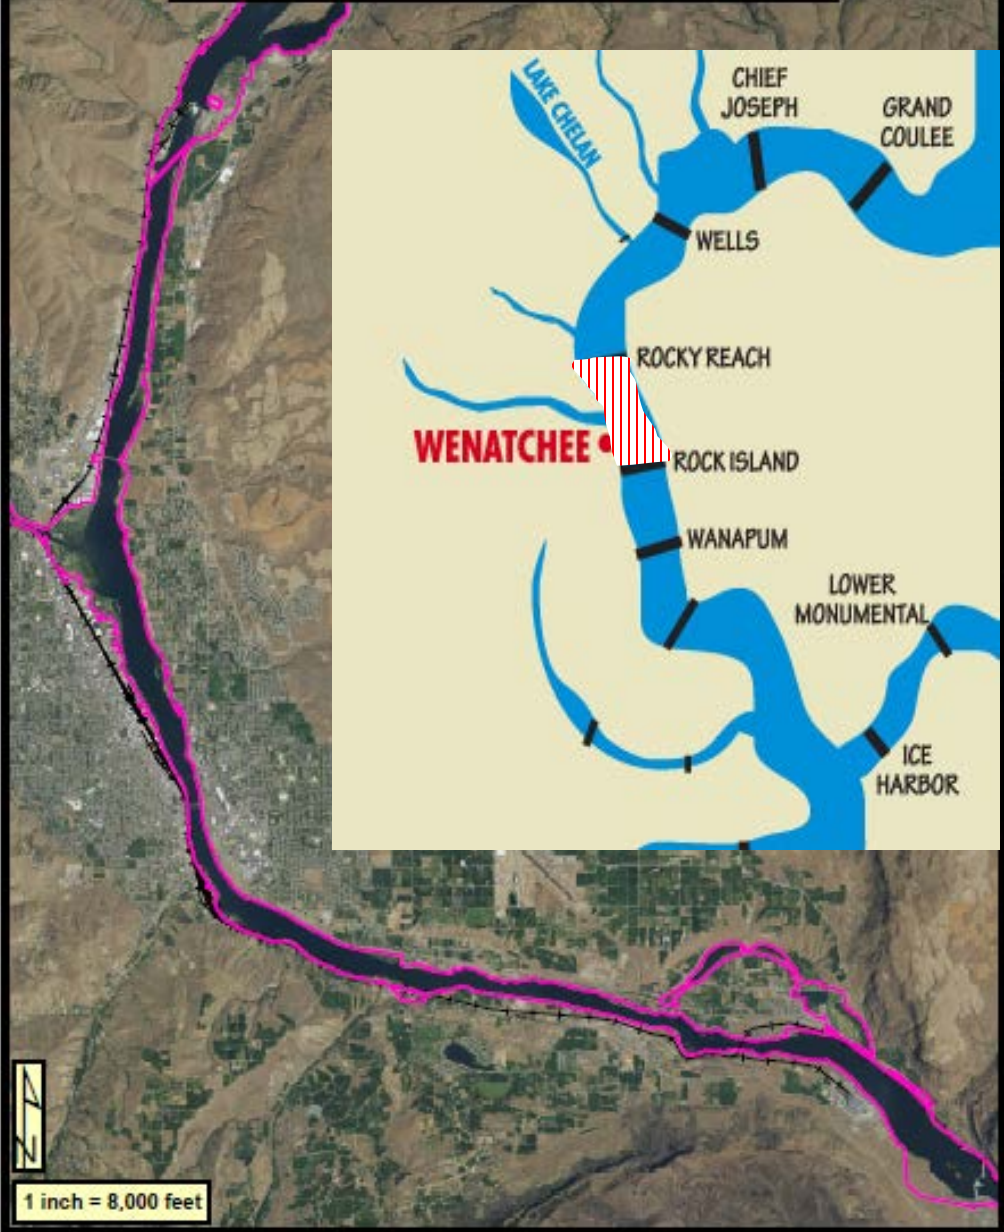 LAKE CHELAN
CHIEF
JOSEPH
GRAND
COULEE
WELLS
ROCKY REACH
WENATCHEE
ROCK ISLAND
WANAPUM
LOWER
MONUMENTAL
ICE
HARBOR
N
1 inch = 8,000 feet